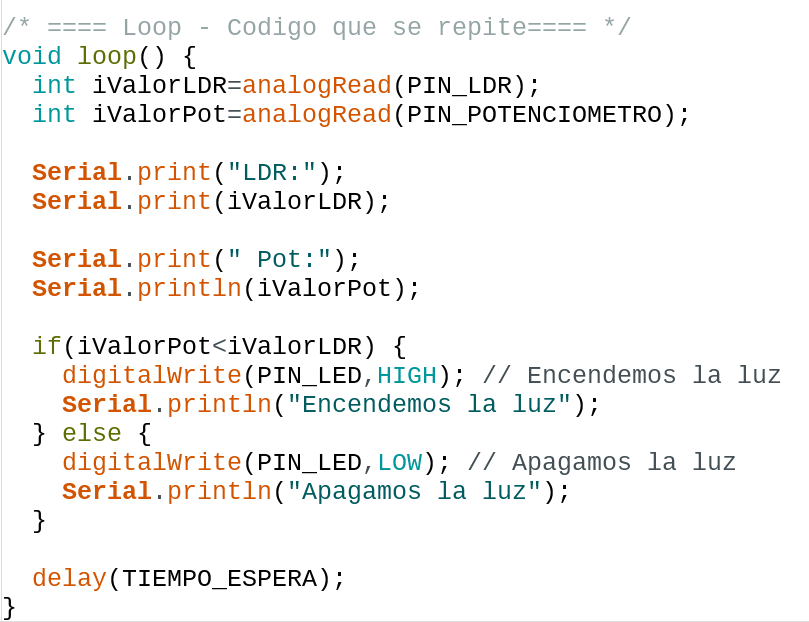 /* ==== Loop - Codigo que se repite==== */
void loop() {
  int iValorLDR=analogRead(PIN_LDR);
  int iValorPot=analogRead(PIN_POTENCIOMETRO);

  Serial.print("LDR:");
  Serial.print(iValorLDR);

  Serial.print(" Pot:");
  Serial.println(iValorPot);

  if(iValorPot<iValorLDR) {
    digitalWrite(PIN_LED,HIGH); // Encendemos la luz
    Serial.println("Encendemos la luz");
  } else {
    digitalWrite(PIN_LED,LOW); // Apagamos la luz
    Serial.println("Apagamos la luz");
  }

  delay(TIEMPO_ESPERA);
}